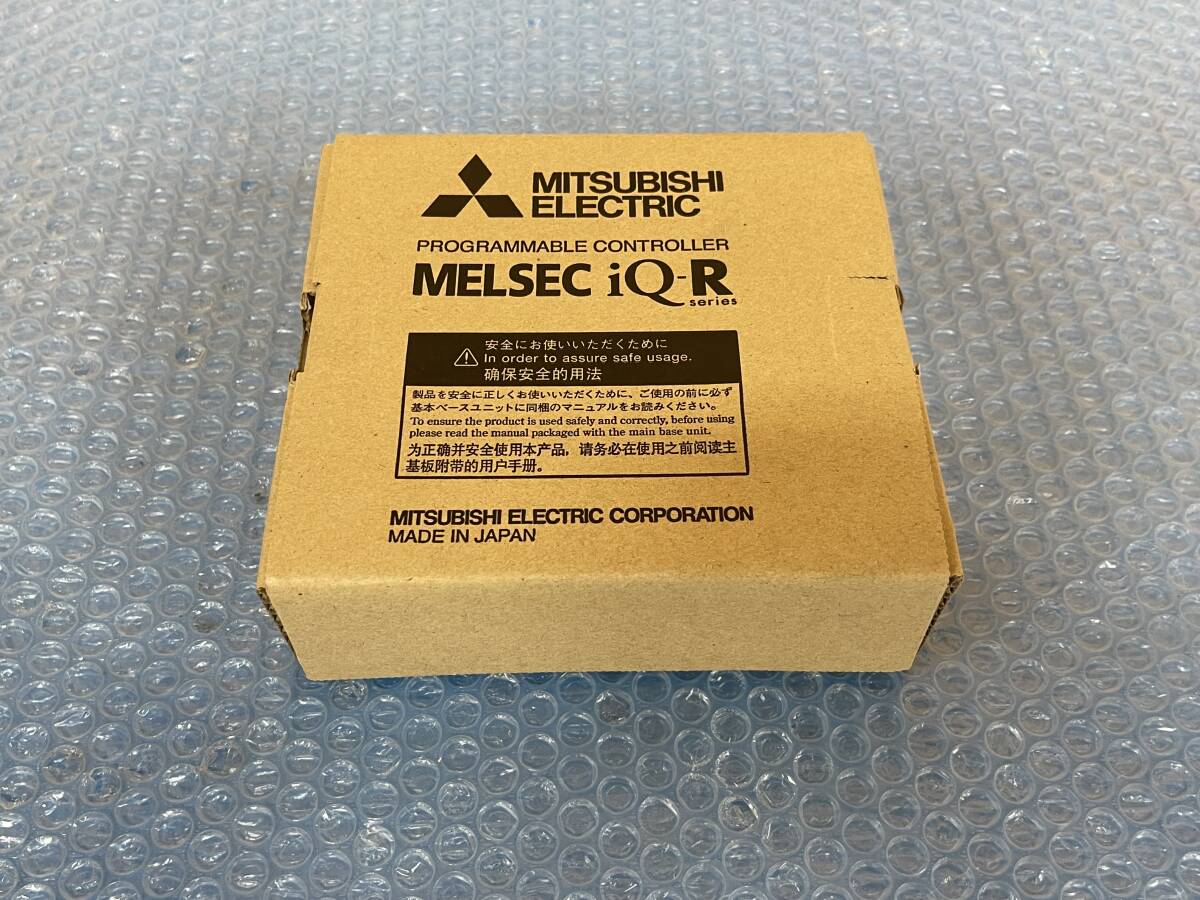 MITSUBISHI
ELECTRIC
PROGRAMMABLE CONTROLLER
MELSEC iQ-R
series
安全にお使いいただくために
In order to assure safe usage.
确保安全的用法
製品を安全に正しくお使いいただくために、ご使用の前に必ず
基本ベースユニットに同梱のマニュアルをお読みください。
To ensure the product is used safely and correctly, before using
please read the manual packaged with the main base unit.
为正确并安全使用本产品，请务必在使用之前阅读主
基板附带的用户手册。
MITSUBISHI ELECTRIC CORPORATION
MADE IN JAPAN